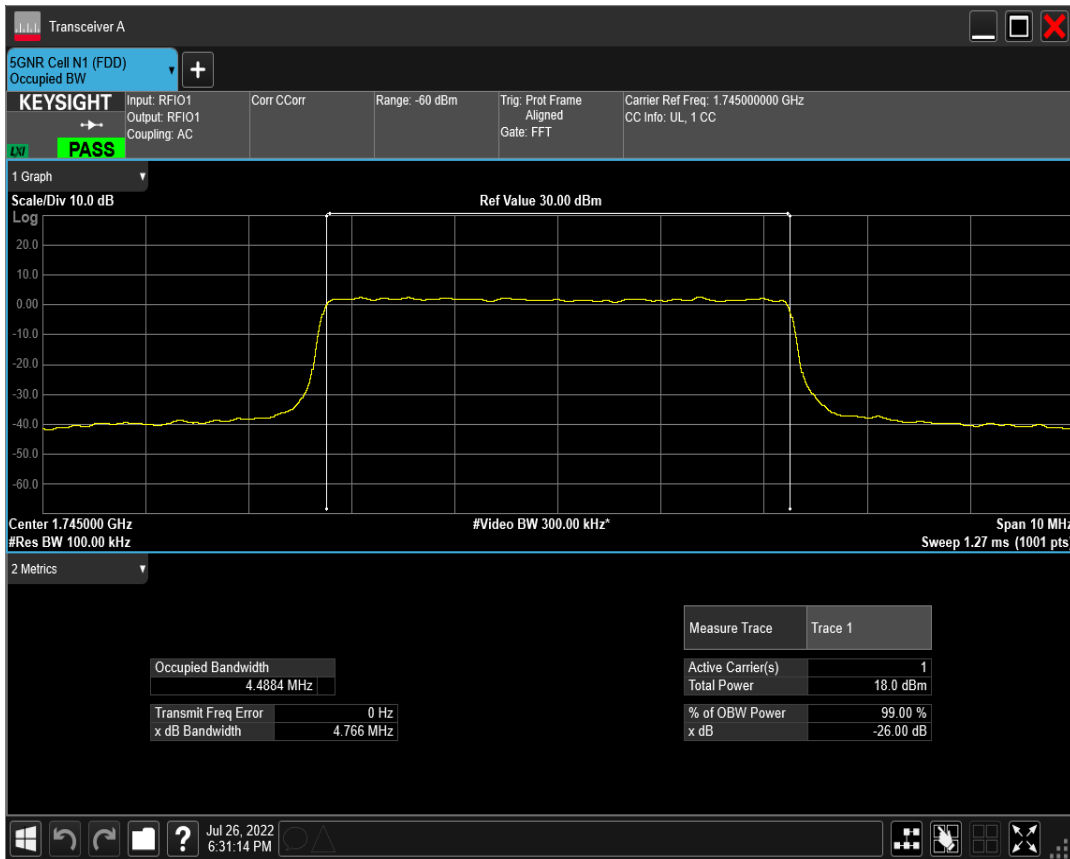 Transceiver A
5GNR Cell N1 (FDD)
Occupied BW
+
KEYSIGHT
LXI
PASS
Input: RFIO1
Output: RFIO1
Coupling: AC
Corr CCorr
Range: -60 dBm
Trig: Prot Frame
Aligned
Gate: FFT
Carrier Ref Freq: 1.745000000 GHz
CC Info: UL, 1 CC
1 Graph
Scale/Div 10.0 dB
Ref Value 30.00 dBm
Log
20.0
10.0
0.00
-10.0
-20.0
-30.0
-40.0
-50.0
-60.0
Center 1.745000 GHz
#Video BW 300.00 kHz*
Span 10 MHz
#Res BW 100.00 kHz
Sweep 1.27 ms (1001 pts)
2 Metrics
Measure Trace Trace 1
Occupied Bandwidth
4.4884 MHz
Active Carrier(s) 1
Total Power 18.0 dBm
Transmit Freq Error 0 Hz
x dB Bandwidth 4.766 MHz
% of OBW Power 99.00 %
x dB -26.00 dB
?
Jul 26, 2022
6:31:14 PM